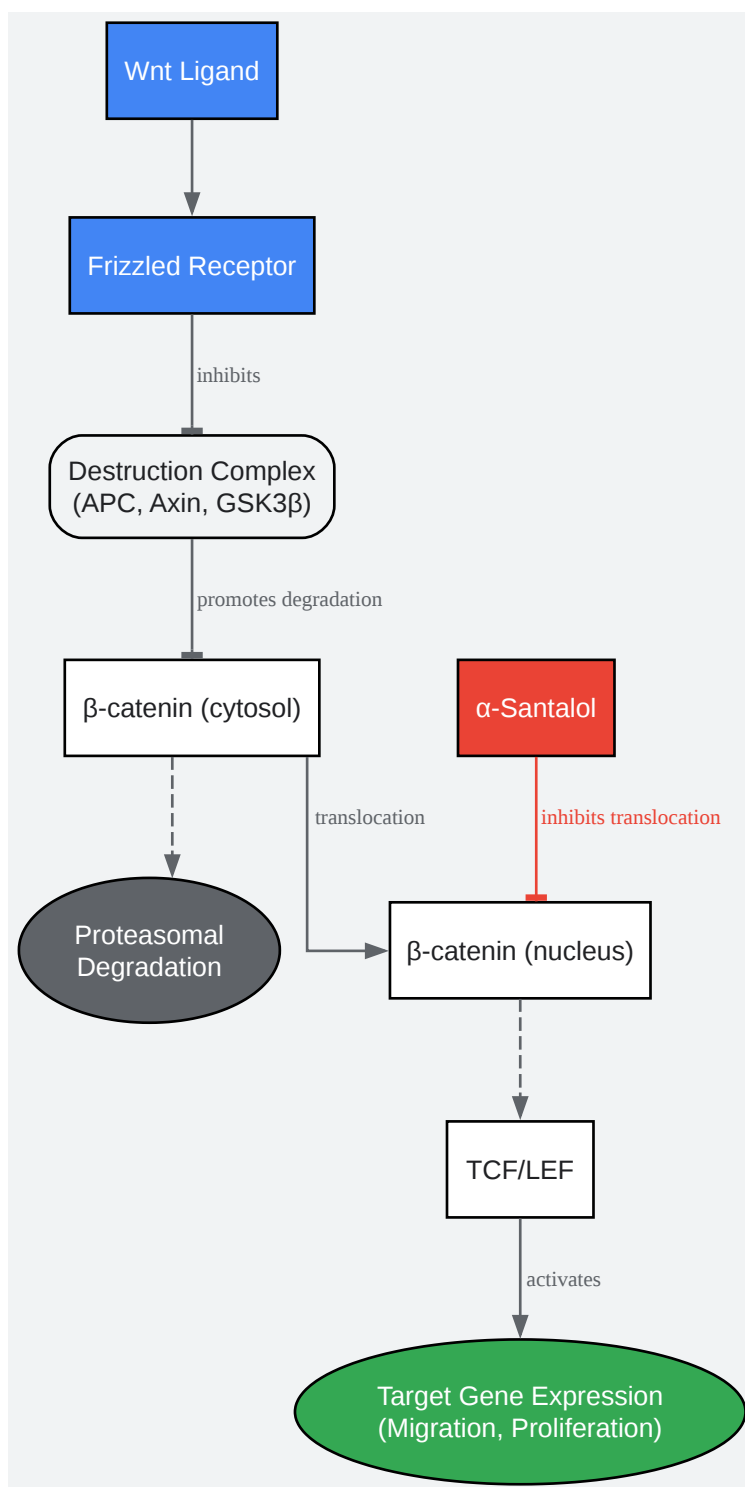 Wnt Ligand
Frizzled Receptor
inhibits
Destruction Complex
(APC, Axin, GSK3β)
promotes degradation
β-catenin (cytosol)
α-Santalol
translocation
inhibits translocation
Proteasomal
Degradation
β-catenin (nucleus)
TCF/LEF
activates
Target Gene Expression
(Migration, Proliferation)